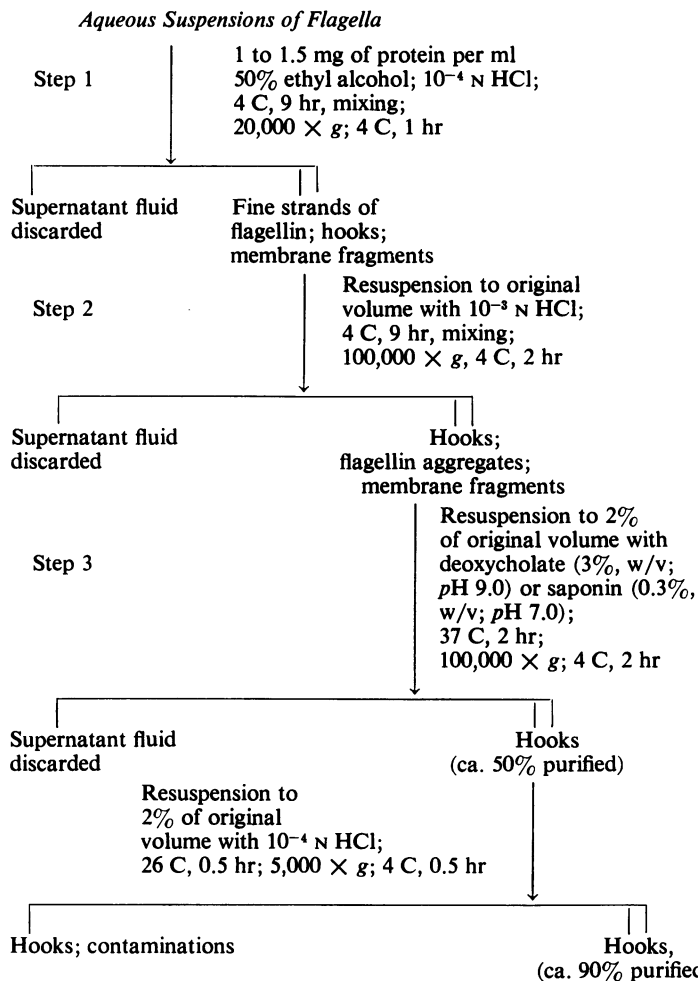 Aqueous Suspensions of Flagella
Step 1
1 to 1.5 mg of protein per ml
50% ethyl alcohol; 10⁻⁴ N HCl;
4 C, 9 hr, mixing;
20,000 × g; 4 C, 1 hr
Supernatant fluid
discarded
Fine strands of
flagellin; hooks;
membrane fragments
Step 2
Resuspension to original
volume with 10⁻³ N HCl;
4 C, 9 hr, mixing;
100,000 × g, 4 C, 2 hr
Supernatant fluid
discarded
Hooks;
flagellin aggregates;
membrane fragments
Step 3
Resuspension to 2%
of original volume with
deoxycholate (3%, w/v;
pH 9.0) or saponin (0.3%,
w/v; pH 7.0);
37 C, 2 hr;
100,000 × g; 4 C, 2 hr
Supernatant fluid
discarded
Hooks
(ca. 50% purified)
Resuspension to
2% of original
volume with 10⁻⁴ N HCl;
26 C, 0.5 hr; 5,000 × g; 4 C, 0.5 hr
Hooks; contaminations
Hooks,
(ca. 90% purified